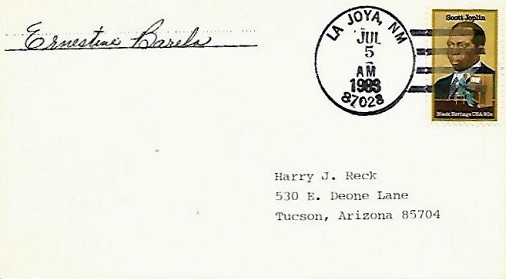 Ernestine Barela
LA JOYA, NM
JUL
5
AM
1983
87028
Scott Joplin
Black Heritage USA 20c
Harry J. Reck
530 E. Deone Lane
Tucson, Arizona 85704